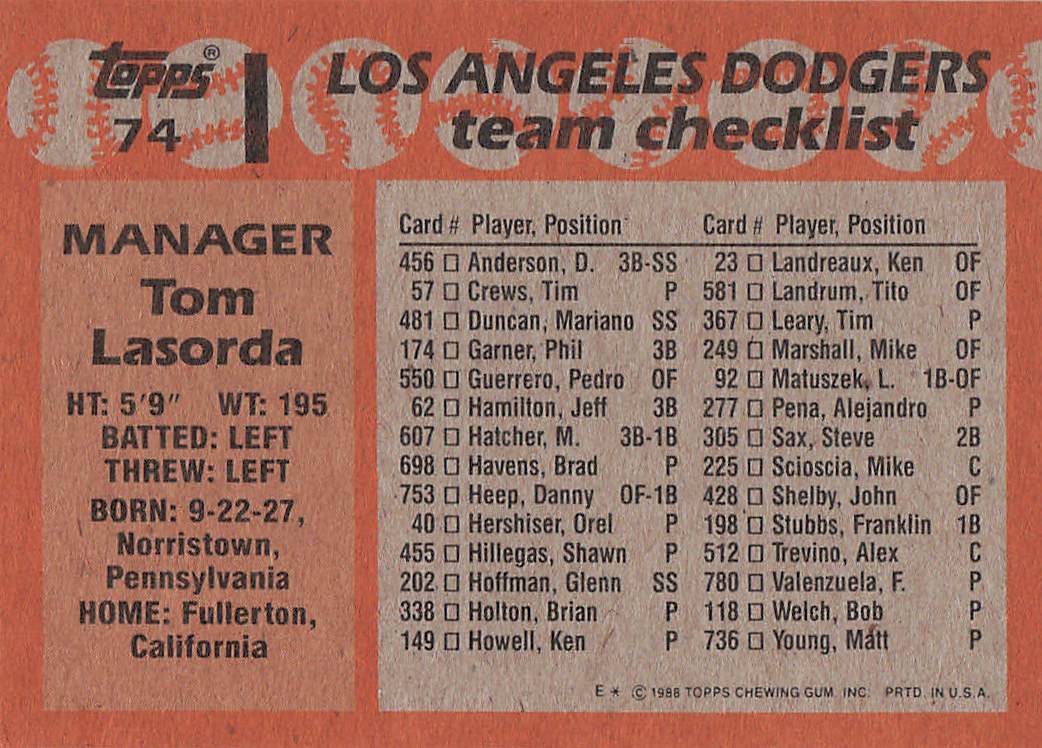 Topps®
74
LOS ANGELES DODGERS
team checklist
MANAGER
Tom
Lasorda
HT: 5'9" WT: 195
BATTED: LEFT
THREW: LEFT
BORN: 9-22-27,
Norristown,
Pennsylvania
HOME: Fullerton,
California
Card # Player, Position
456 □ Anderson, D. 3B-SS
57 □ Crews, Tim P
481 □ Duncan, Mariano SS
174 □ Garner, Phil 3B
550 □ Guerrero, Pedro OF
62 □ Hamilton, Jeff 3B
607 □ Hatcher, M. 3B-1B
698 □ Havens, Brad P
753 □ Heep, Danny OF-1B
40 □ Hershiser, Orel P
455 □ Hillegas, Shawn P
202 □ Hoffman, Glenn SS
338 □ Holton, Brian P
149 □ Howell, Ken P
Card # Player, Position
23 □ Landreaux, Ken OF
581 □ Landrum, Tito OF
367 □ Leary, Tim P
249 □ Marshall, Mike OF
92 □ Matuszek, L. 1B-OF
277 □ Pena, Alejandro P
305 □ Sax, Steve 2B
225 □ Scioscia, Mike C
428 □ Shelby, John OF
198 □ Stubbs, Franklin 1B
512 □ Trevino, Alex C
780 □ Valenzuela, F. P
118 □ Welch, Bob P
736 □ Young, Matt P
E * © 1988 TOPPS CHEWING GUM, INC. PRTD. IN U.S.A.